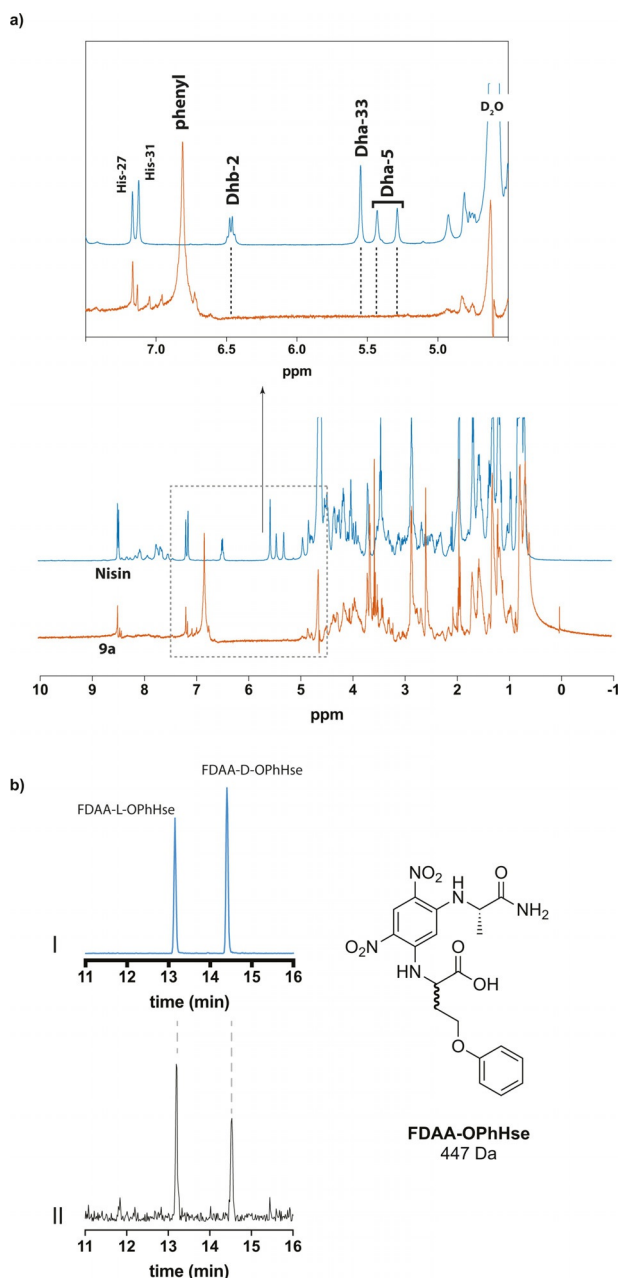 a)
His-27
His-31
phenyl
Dhb-2
Dha-33
Dha-5
D2O
7.0 6.5 6.0 5.5 5.0
ppm
Nisin
9a
10 9 8 7 6 5 4 3 2 1 0 -1
ppm
b)
FDAA-D-OPhHse
FDAA-L-OPhHse
I
11 12 13 14 15 16
time (min)
II
11 12 13 14 15 16
time (min)
NO2
H
N
O
NH2
O2N
HN
O
OH
O
FDAA-OPhHse
447 Da